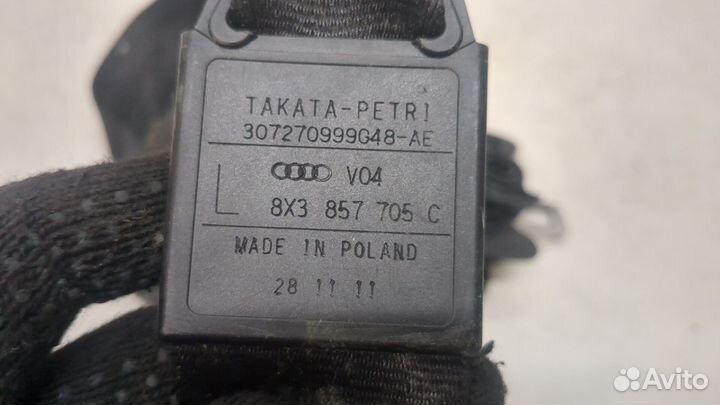 TAKATA-PETRI
307270999G48-AE
V04
L 8X3 857 705 C
MADE IN POLAND
28 11 11
Avito